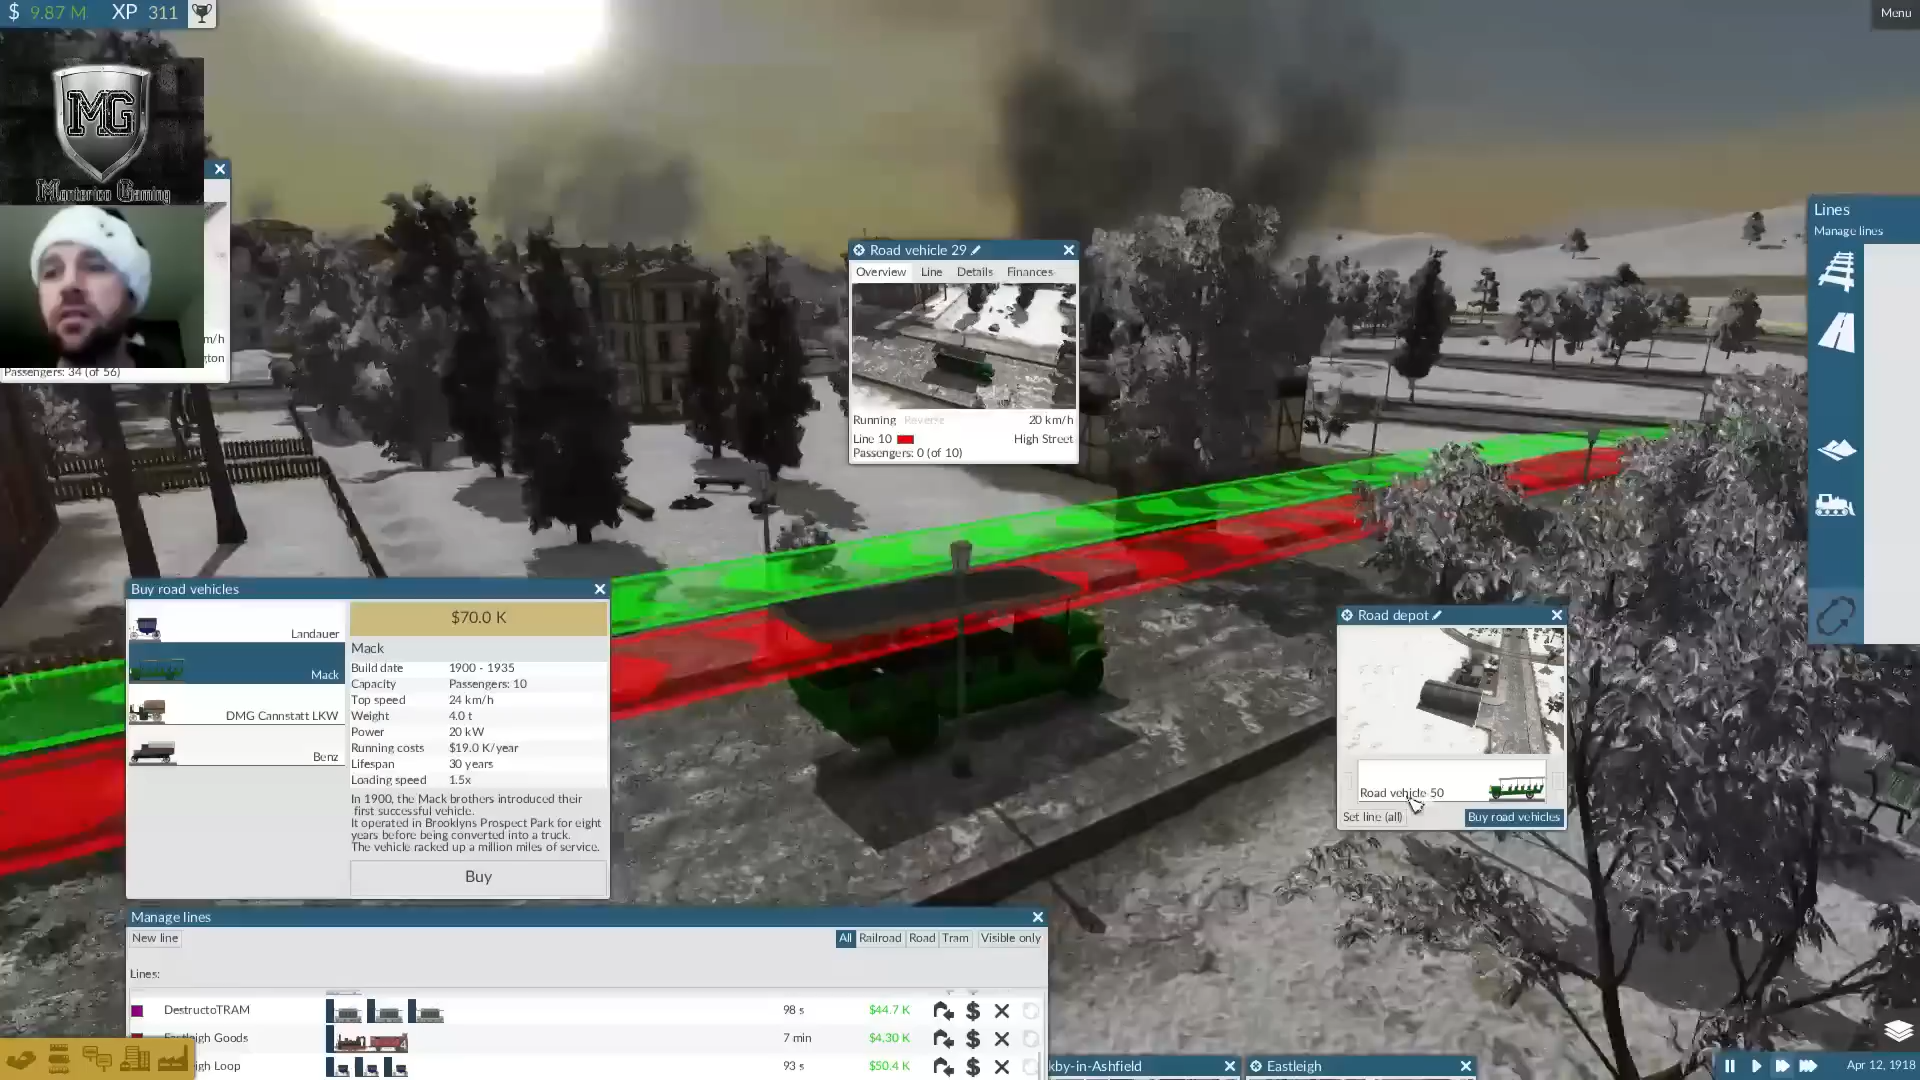 $ 9.87 M XP 311
Menu
MG
Monterico Gaming
m/h
gton
Passengers: 34 (of 56)
Road vehicle 29
Overview Line Details Finances
Running Reverse 20 km/h
Line 10 High Street
Passengers: 0 (of 10)
Lines
Manage lines
Buy road vehicles
Landauer
Mack
DMG Cannstatt LKW
Benz
$70.0 K
Mack
Build date 1900 - 1935
Capacity Passengers: 10
Top speed 24 km/h
Weight 4.0 t
Power 20 kW
Running costs $19.0 K/year
Lifespan 30 years
Loading speed 1.5x
In 1900, the Mack brothers introduced their
first successful vehicle.
It operated in Brooklyns Prospect Park for eight
years before being converted into a truck.
The vehicle racked up a million miles of service.
Buy
Road depot
Road vehicle 50
Set line (all) Buy road vehicles
Manage lines
New line All Railroad Road Tram Visible only
Lines:
DestructoTRAM 98 s $44.7 K
Eastleigh Goods 7 min $4.30 K
igh Loop 93 s $50.4 K
kby-in-Ashfield
Eastleigh
Apr 12, 1918